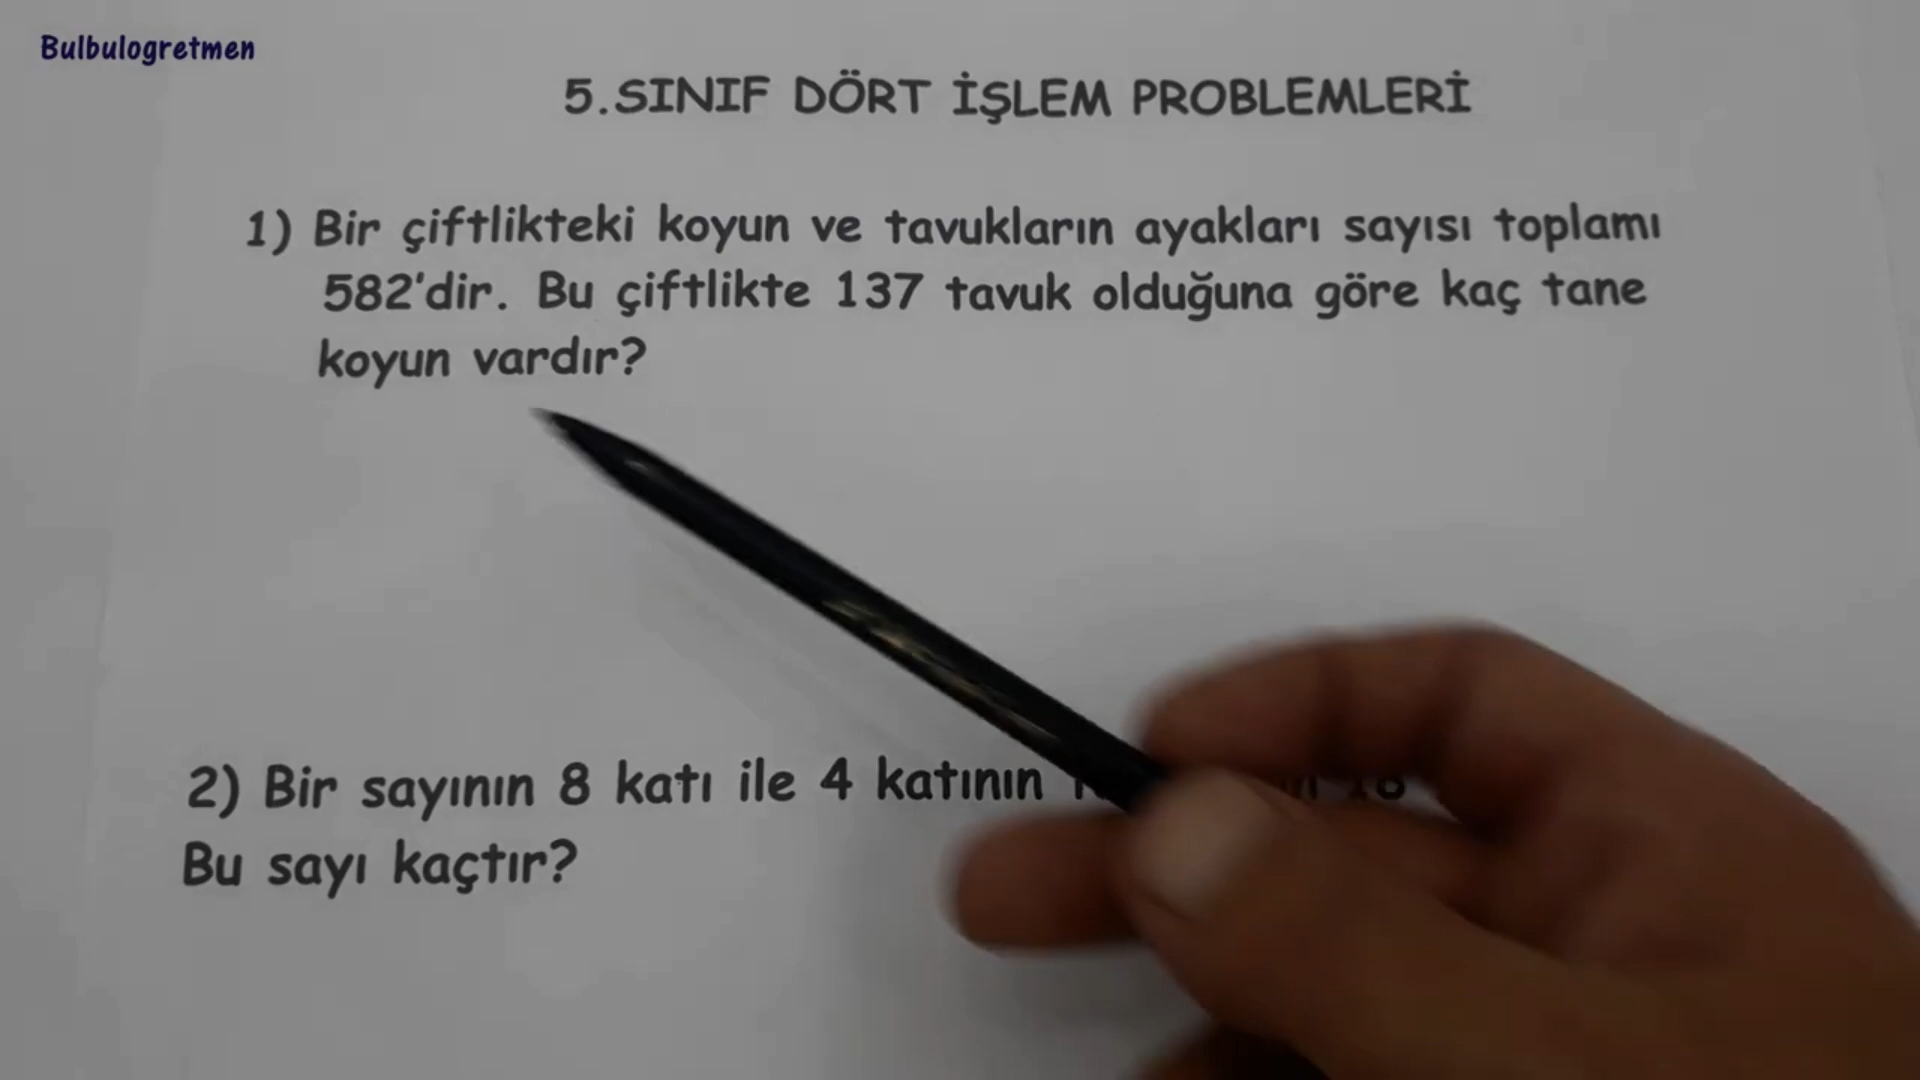 Bulbulogretmen
5.SINIF DÖRT İŞLEM PROBLEMLERİ
1) Bir çiftlikteki koyun ve tavukların ayakları sayısı toplamı
582'dir. Bu çiftlikte 137 tavuk olduğuna göre kaç tane
koyun vardır?
2) Bir sayının 8 katı ile 4 katının
Bu sayı kaçtır?